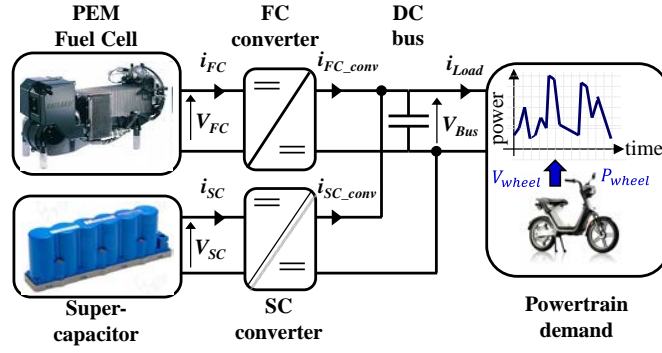 PEM
Fuel Cell
FC
converter
DC
bus
i_FC
i_FC_conv
i_Load
V_FC
V_Bus
power
time
V_wheel
P_wheel
i_SC
i_SC_conv
V_SC
Super-
capacitor
SC
converter
Powertrain
demand